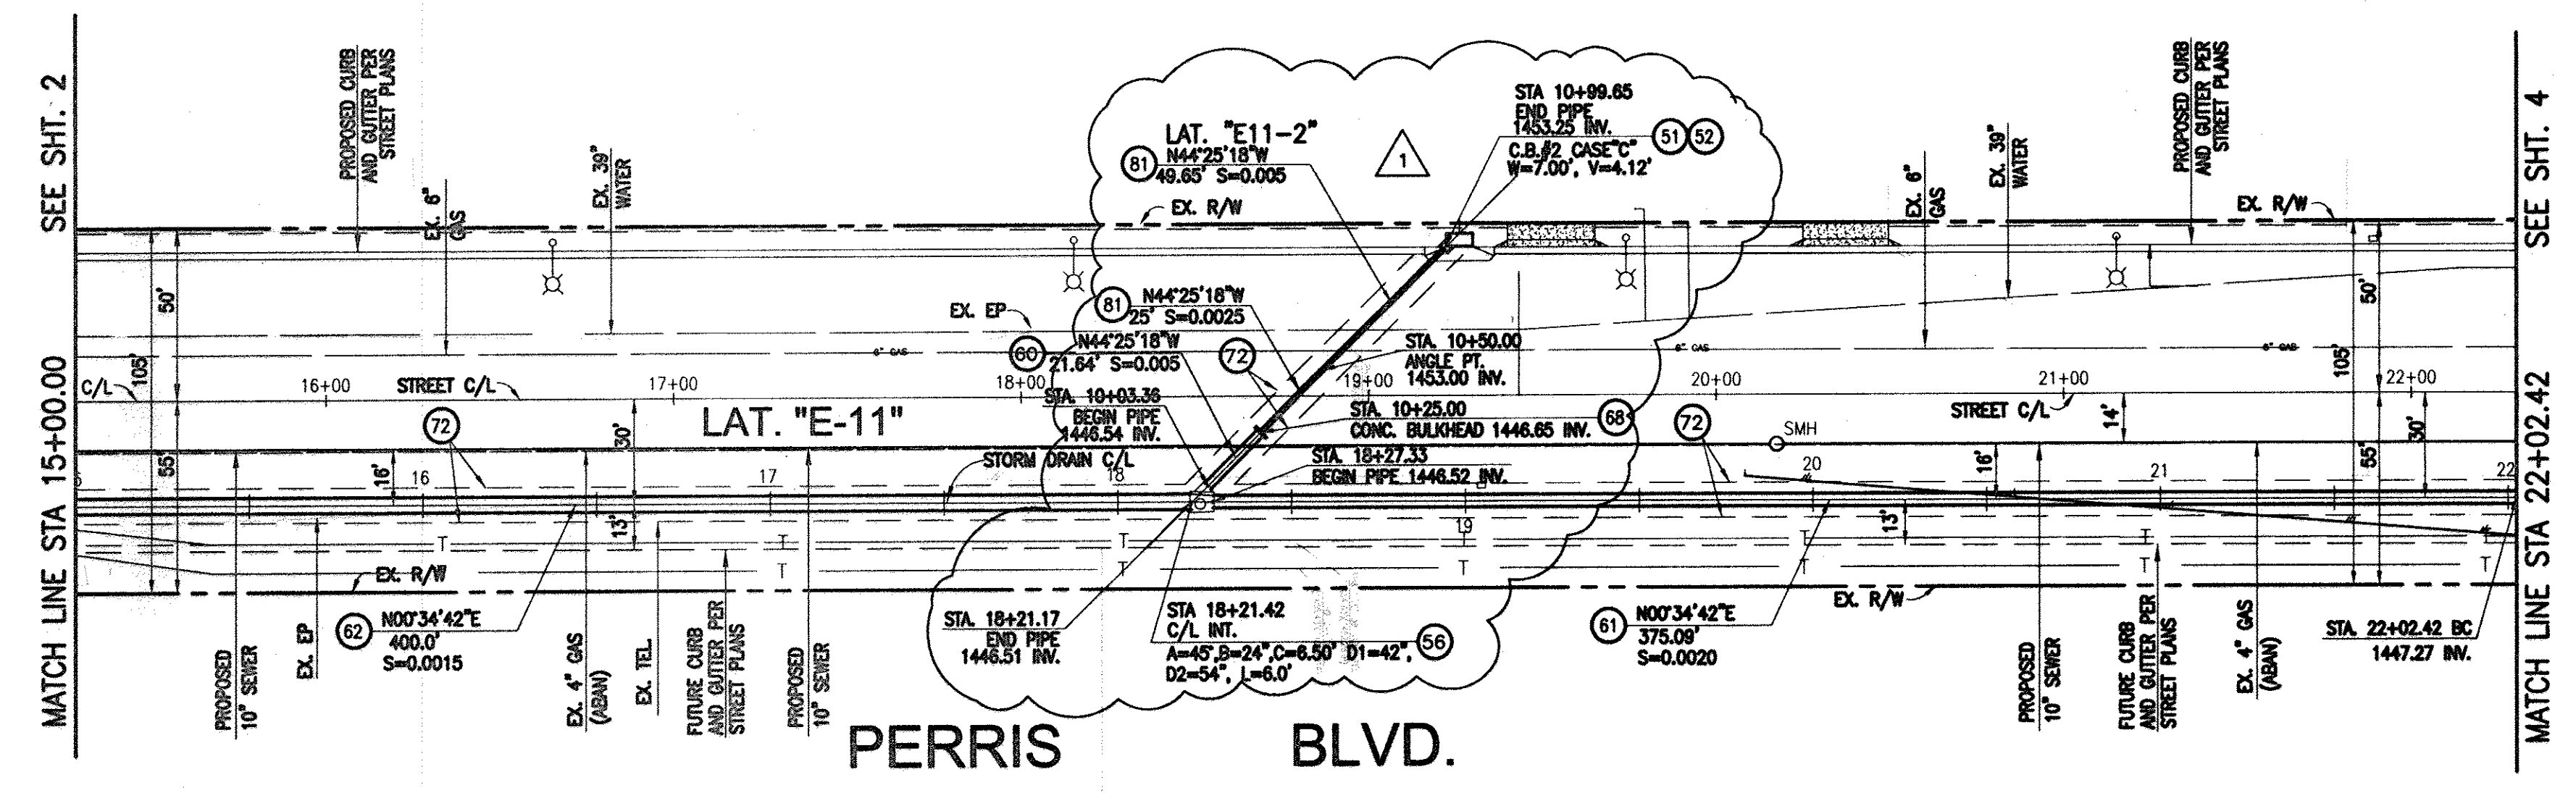 MATCH LINE STA 15+00.00 SEE SHT. 2
PROPOSED CURB
AND GUTTER PER
STREET PLANS
EX. 6"
GAS
EX. 39"
WATER
LAT. "E11-2"
81
N44°25'18"W
49.65' S=0.005
1
STA 10+99.65
END PIPE
1453.25 INV.
C.B.#2 CASE"C"
W=7.00', V=4.12'
51
52
EX. R/W
EX. 6"
GAS
EX. 39"
WATER
PROPOSED CURB
AND GUTTER PER
STREET PLANS
EX. R/W
50'
105'
55'
81
N44°25'18"W
25' S=0.0025
EX. EP
60
N44°25'18"W
21.64' S=0.005
72
STA. 10+50.00
ANGLE PT.
1453.00 INV.
6" GAS
6" GAS
6" GAS
50'
105'
55'
C/L
16+00
STREET C/L
17+00
18+00
19+00
20+00
21+00
22+00
STREET C/L
LAT. "E-11"
STA. 10+03.36
BEGIN PIPE
1446.54 INV.
STA. 10+25.00
CONC. BULKHEAD 1446.65 INV.
68
72
72
SMH
14'
30'
30'
16'
13'
16'
13'
STORM DRAIN C/L
STA. 18+27.33
BEGIN PIPE 1446.52 INV.
16
17
18
19
20
21
22
T
T
T
T
T
T
T
T
T
T
T
T
EX. R/W
EX. R/W
62
N00°34'42"E
400.0'
S=0.0015
PROPOSED
10" SEWER
EX. EP
EX. 4" GAS
(ABAN)
EX. TEL.
FUTURE CURB
AND GUTTER PER
STREET PLANS
PROPOSED
10" SEWER
STA. 18+21.17
END PIPE
1446.51 INV.
STA 18+21.42
C/L INT.
A=45°,B=24",C=6.50' D1=42",
D2=54", L=6.0'
56
61
N00°34'42"E
375.09'
S=0.0020
PROPOSED
10" SEWER
FUTURE CURB
AND GUTTER PER
STREET PLANS
EX. 4" GAS
(ABAN)
STA. 22+02.42 BC
1447.27 INV.
PERRIS BLVD.
MATCH LINE STA 22+02.42 SEE SHT. 4